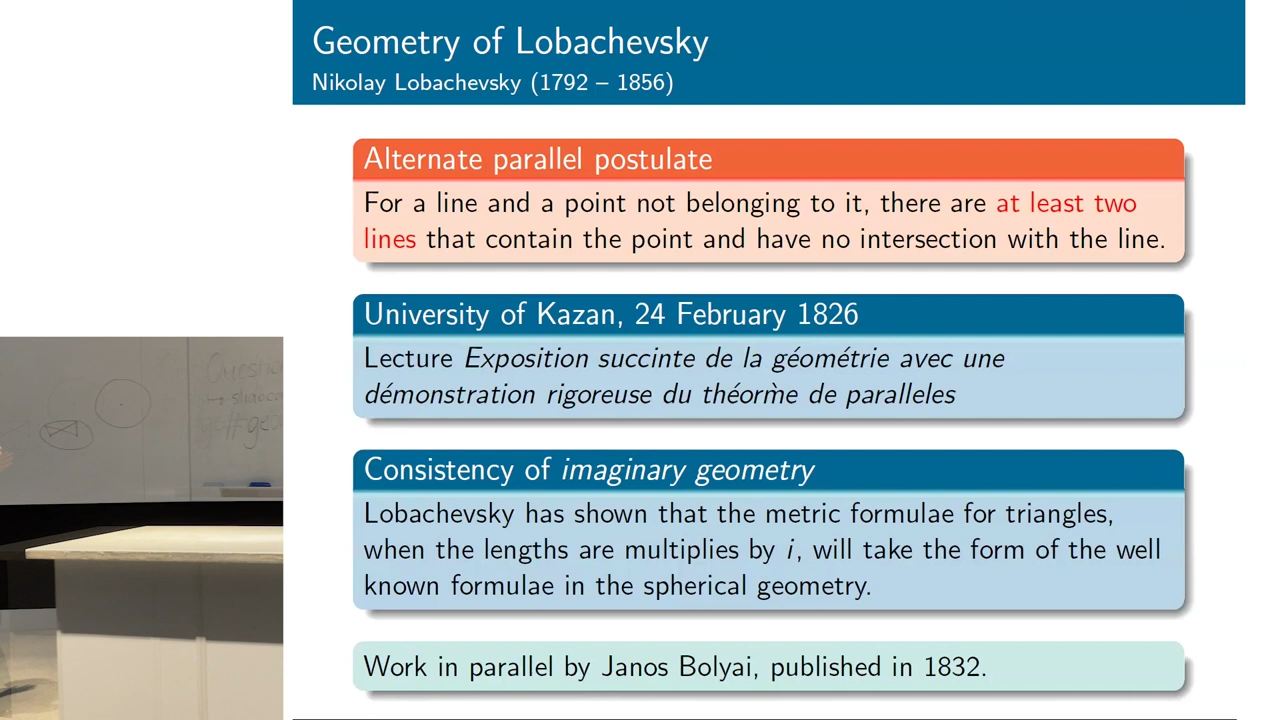 Geometry of Lobachevsky
Nikolay Lobachevsky (1792 – 1856)
Alternate parallel postulate
For a line and a point not belonging to it, there are at least two
lines that contain the point and have no intersection with the line.
University of Kazan, 24 February 1826
Lecture Exposition succinte de la géométrie avec une
démonstration rigoreuse du théorm̀e de paralleles
Consistency of imaginary geometry
Lobachevsky has shown that the metric formulae for triangles,
when the lengths are multiplies by i, will take the form of the well
known formulae in the spherical geometry.
Work in parallel by Janos Bolyai, published in 1832.